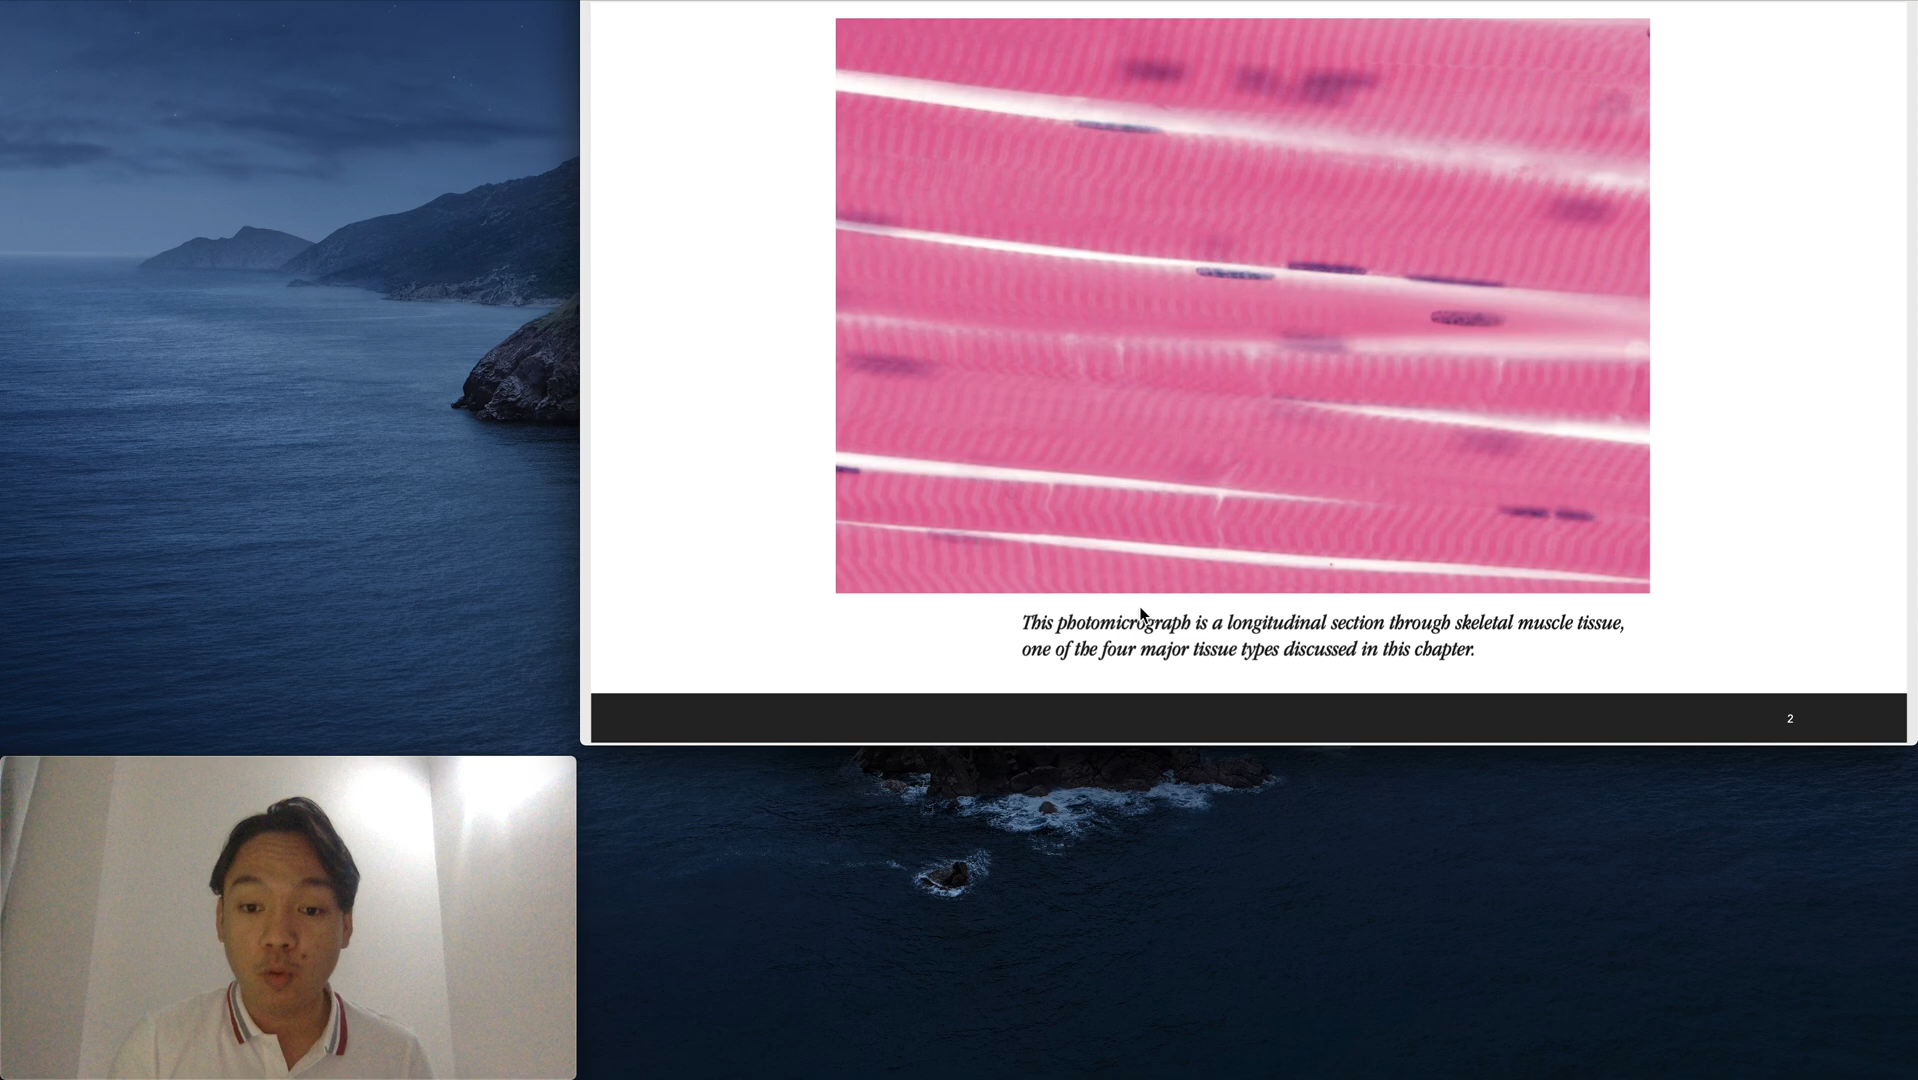 This photomicrograph is a longitudinal section through skeletal muscle tissue,
one of the four major tissue types discussed in this chapter.
2